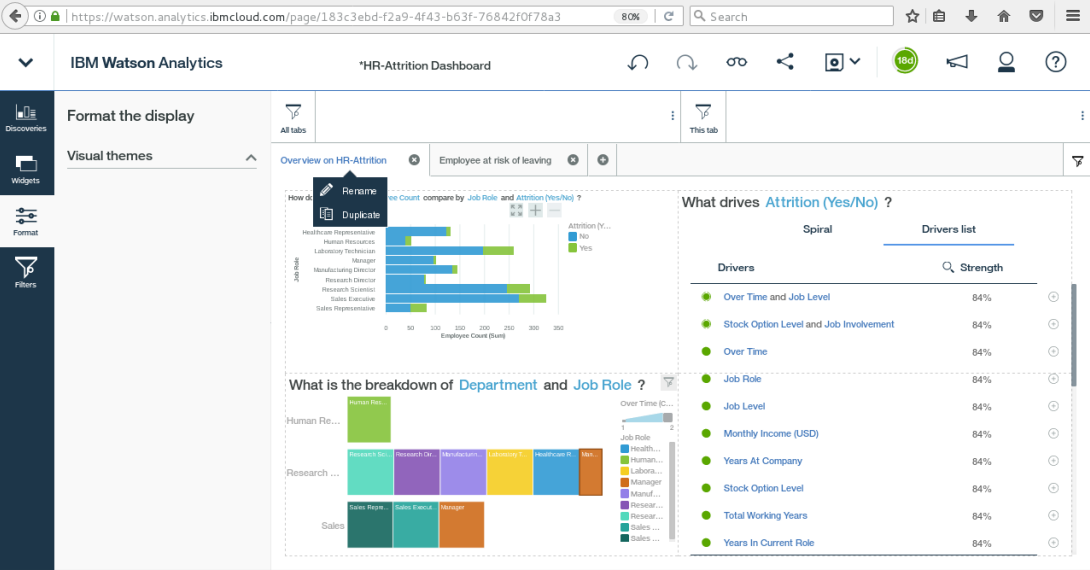 https://watson.analytics.ibmcloud.com/page/183c3ebd-f2a9-4f43-b63f-76842f0f78a3
80%
Search
IBM Watson Analytics
*HR-Attrition Dashboard
18d
Discoveries
Widgets
Format
Filters
Format the display
Visual themes
All tabs
This tab
Overview on HR-Attrition
Employee at risk of leaving
Rename
Duplicate
How do
ee Count compare by Job Role and Attrition (Yes/No) ?
Attrition (Y...
No
Yes
Job Role
Healthcare Representative
Human Resources
Laboratory Technician
Manager
Manufacturing Director
Research Director
Research Scientist
Sales Executive
Sales Representative
0 50 100 150 200 250 300 350
Employee Count (Sum)
What is the breakdown of Department and Job Role ?
Human Re...
Human Res...
Research ...
Research Sci...
Research Dir...
Manufacturin...
Laboratory T...
Healthcare R...
Man...
Sales
Sales Repre...
Sales Execut...
Manager
Over Time (C...
1 2
Job Role
Health...
Human...
Labora...
Manager
Manuf...
Resear...
Resear...
Sales ...
Sales ...
What drives Attrition (Yes/No) ?
Spiral
Drivers list
Drivers
Strength
Over Time and Job Level 84%
Stock Option Level and Job Involvement 84%
Over Time 84%
Job Role 84%
Job Level 84%
Monthly Income (USD) 84%
Years At Company 84%
Stock Option Level 84%
Total Working Years 84%
Years In Current Role 84%